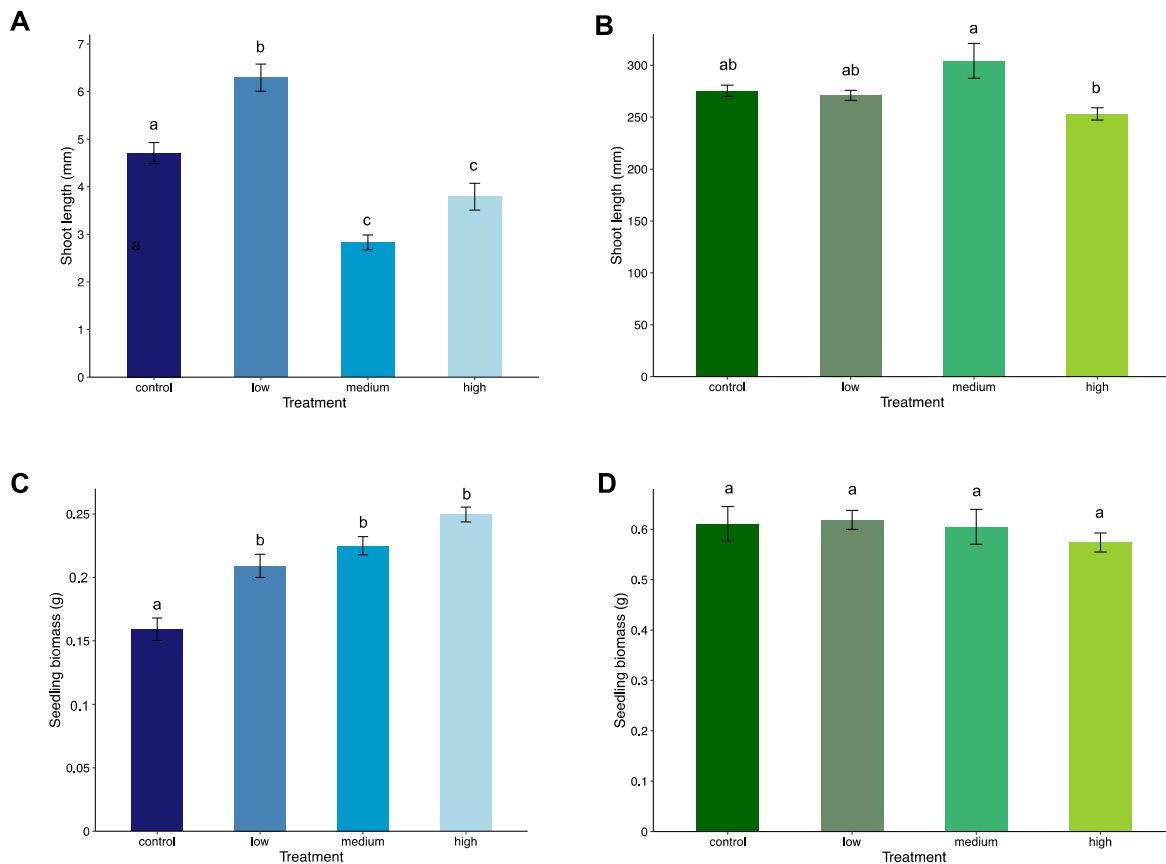 A
Shoot length (mm)
7
6
5
4
3
2
1
0
a
b
c
c
a
control
low
medium
high
Treatment
B
Shoot length (mm)
300
250
200
150
100
50
0
ab
ab
a
b
control
low
medium
high
Treatment
C
Seedling biomass (g)
0.25
0.2
0.15
0.1
0.05
0
a
b
b
b
control
low
medium
high
Treatment
D
Seedling biomass (g)
0.6
0.5
0.4
0.3
0.2
0.1
0
a
a
a
a
control
low
medium
high
Treatment